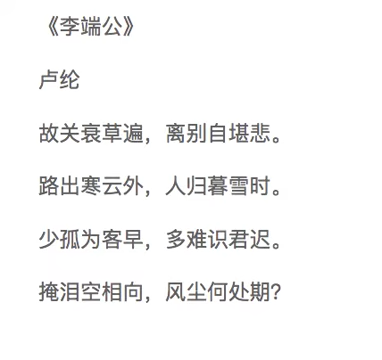 《李端公》
卢纶
故关衰草遍，离别自堪悲。
路出寒云外，人归暮雪时。
少孤为客早，多难识君迟。
掩泪空相向，风尘何处期？